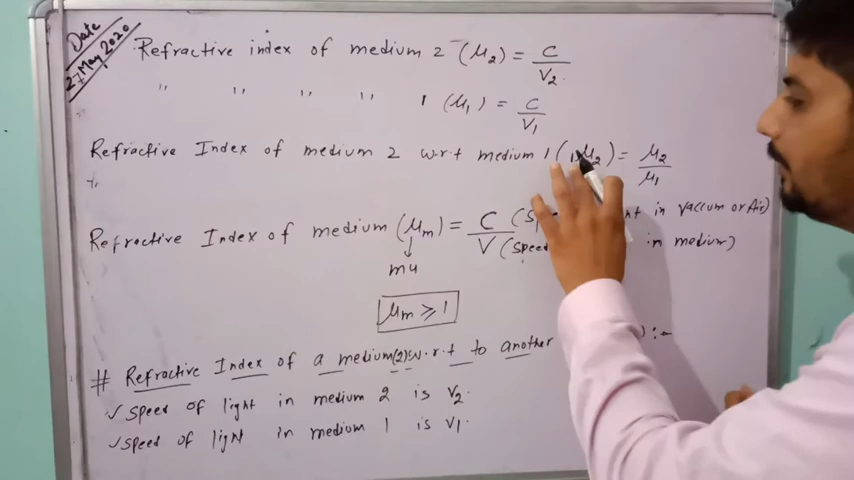 Date
27 May 2020
Refractive index of medium 2 (μ2) = C/V2.
" " " " 1 (μ1) = C/V1
Refractive Index of medium 2 w.r.t medium 1 (1μ2) = μ2/μ1
Refractive Index of medium (μm) = C/V
in vaccum or Air)
(speed in medium)
↓
mu
μm ⩾ 1
# Refractive Index of a medium(2) w.r.t to another :-
✓ speed of light in medium 2 is V2.
✓ speed of light in medium 1 is V1.